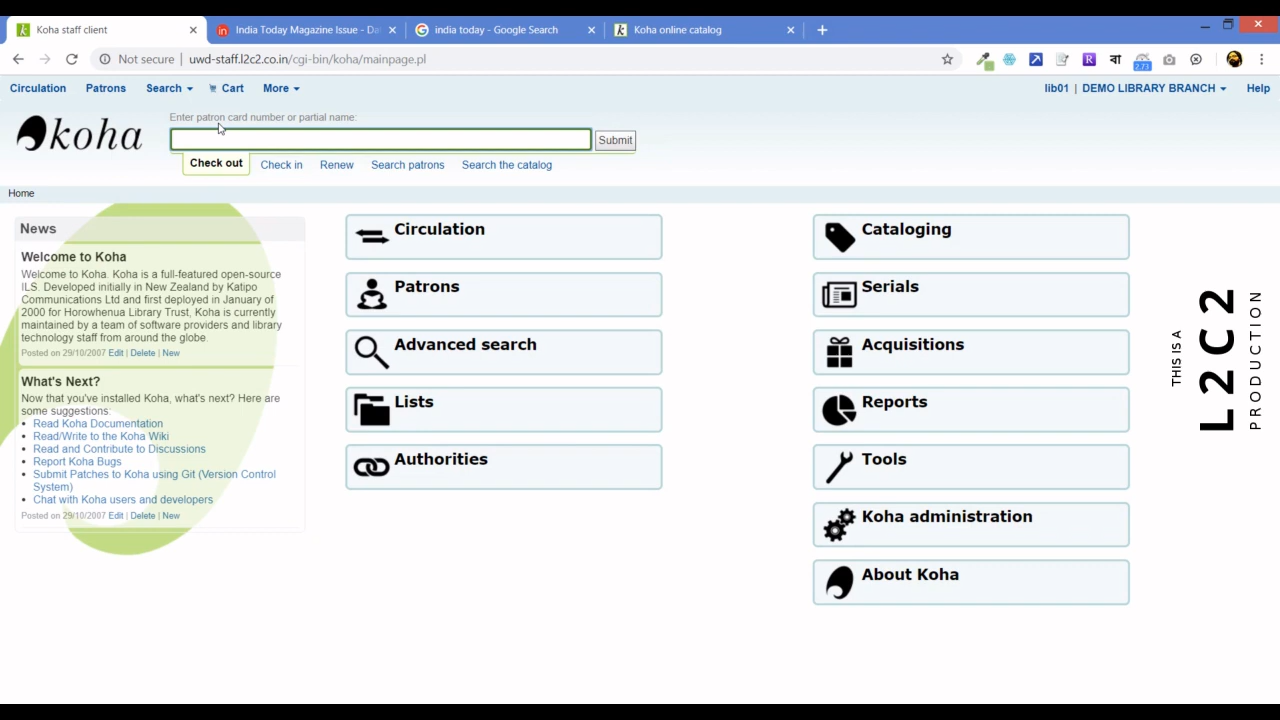 Koha staff client
India Today Magazine Issue - Da
india today - Google Search
Koha online catalog
Not secure | uwd-staff.l2c2.co.in/cgi-bin/koha/mainpage.pl
2.71
Circulation Patrons Search Cart More
lib01 | DEMO LIBRARY BRANCH Help
koha
Enter patron card number or partial name:
Submit
Check out Check in Renew Search patrons Search the catalog
Home
News
Welcome to Koha
Welcome to Koha. Koha is a full-featured open-source
ILS. Developed initially in New Zealand by Katipo
Communications Ltd and first deployed in January of
2000 for Horowhenua Library Trust, Koha is currently
maintained by a team of software providers and library
technology staff from around the globe.
Posted on 29/10/2007 Edit | Delete | New
What's Next?
Now that you've installed Koha, what's next? Here are
some suggestions:
Read Koha Documentation
Read/Write to the Koha Wiki
Read and Contribute to Discussions
Report Koha Bugs
Submit Patches to Koha using Git (Version Control
System)
Chat with Koha users and developers
Posted on 29/10/2007 Edit | Delete | New
Circulation
Patrons
Advanced search
Lists
Authorities
Cataloging
Serials
Acquisitions
Reports
Tools
Koha administration
About Koha
THIS IS A
L2C2
PRODUCTION